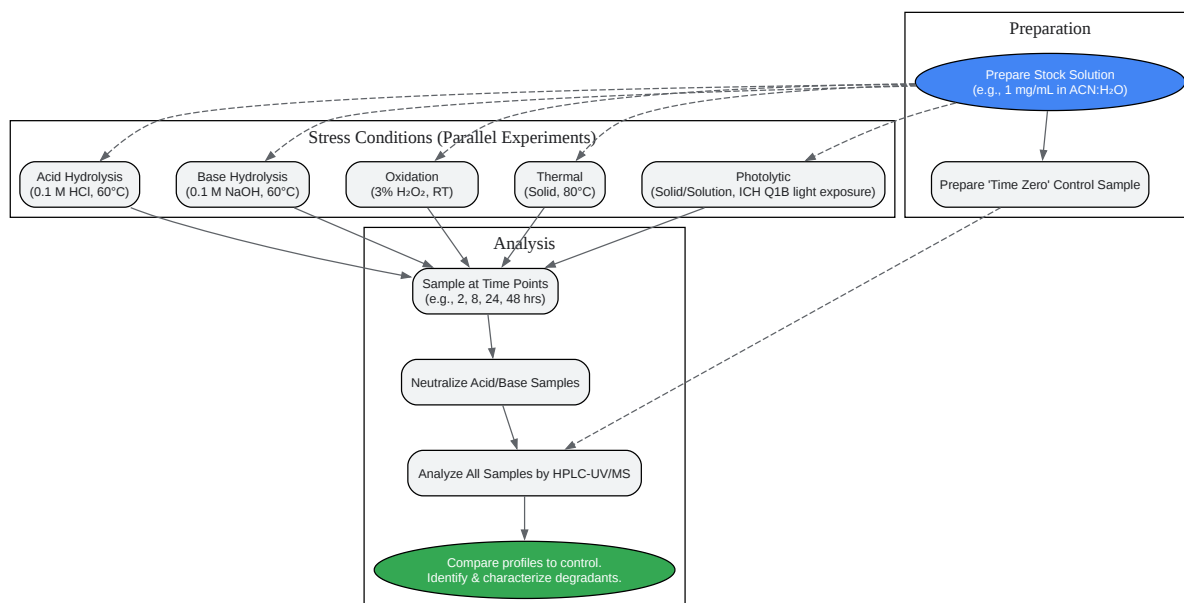 Preparation
Prepare Stock Solution
(e.g., 1 mg/mL in ACN:H₂O)
Stress Conditions (Parallel Experiments)
Acid Hydrolysis
(0.1 M HCl, 60°C)
Base Hydrolysis
(0.1 M NaOH, 60°C)
Oxidation
(3% H₂O₂, RT)
Thermal
(Solid, 80°C)
Photolytic
(Solid/Solution, ICH Q1B light exposure)
Prepare 'Time Zero' Control Sample
Analysis
Sample at Time Points
(e.g., 2, 8, 24, 48 hrs)
Neutralize Acid/Base Samples
Analyze All Samples by HPLC-UV/MS
Compare profiles to control.
Identify & characterize degradants.